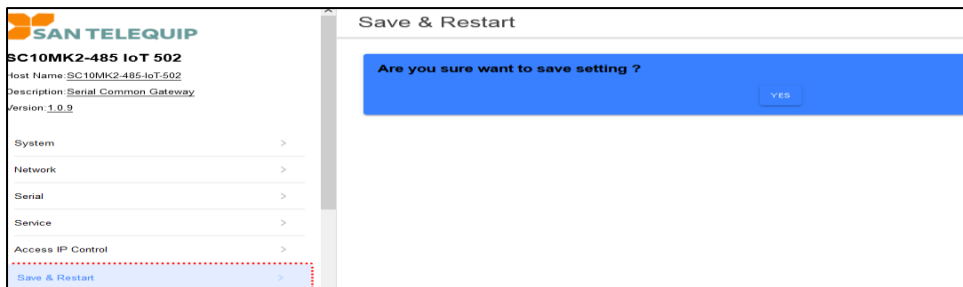 SAN TELEQUIP
SC10MK2-485 IoT 502
Host Name:SC10MK2-485-IoT-502
Description:Serial Common Gateway
Version:1.0.9
System >
Network >
Serial >
Service >
Access IP Control >
Save & Restart >
Save & Restart
Are you sure want to save setting ?
YES